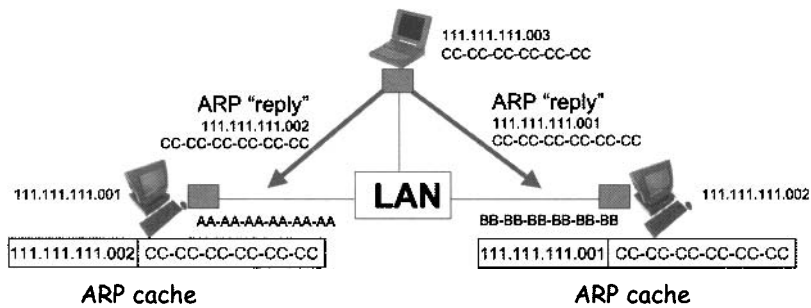 111.111.111.003
CC-CC-CC-CC-CC-CC
ARP "reply"
111.111.111.002
CC-CC-CC-CC-CC-CC
ARP "reply"
111.111.111.001
CC-CC-CC-CC-CC-CC
111.111.111.001
LAN
111.111.111.002
AA-AA-AA-AA-AA-AA
BB-BB-BB-BB-BB-BB
111.111.111.002 CC-CC-CC-CC-CC-CC
111.111.111.001 CC-CC-CC-CC-CC-CC
ARP cache
ARP cache